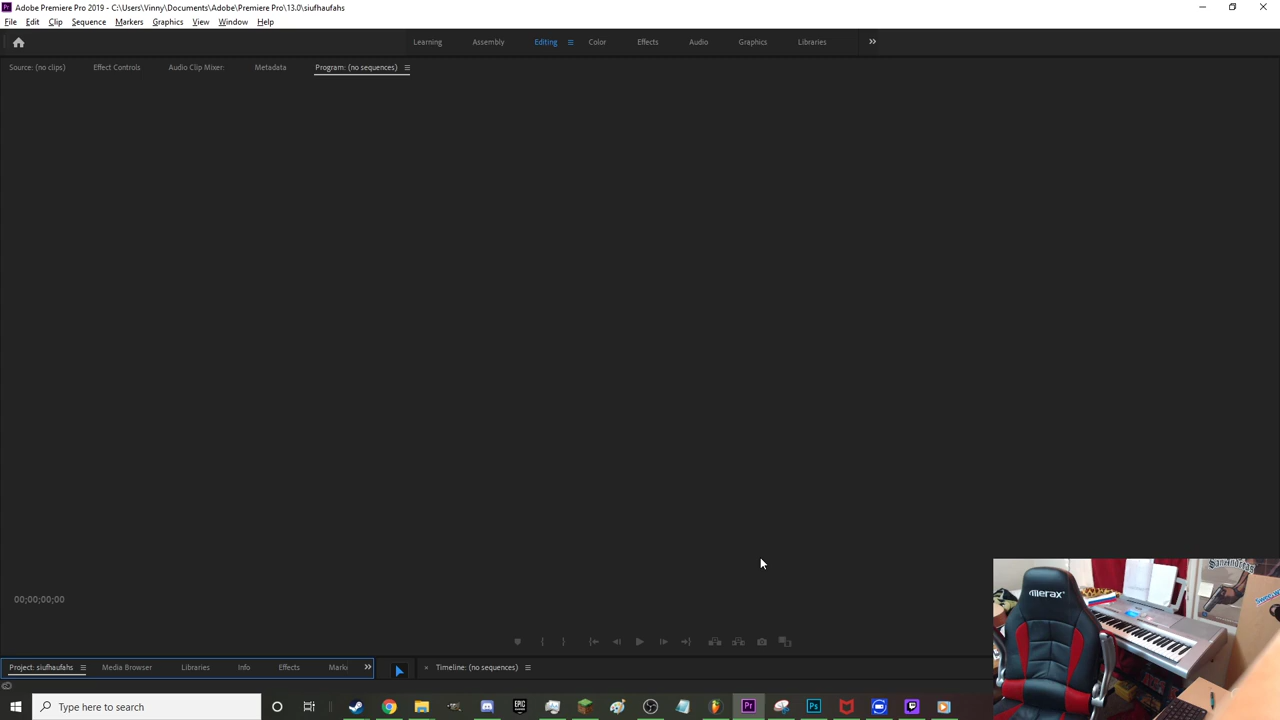 Adobe Premiere Pro 2019 - C:\Users\Vinny\Documents\Adobe\Premiere Pro\13.0\siufhaufahs
File Edit Clip Sequence Markers Graphics View Window Help
Learning Assembly Editing Color Effects Audio Graphics Libraries
Source: (no clips) Effect Controls Audio Clip Mixer: Metadata Program: (no sequences)
00;00;00;00
merax
Project: siufhaufahs Media Browser Libraries Info Effects Marke
Timeline: (no sequences)
Type here to search